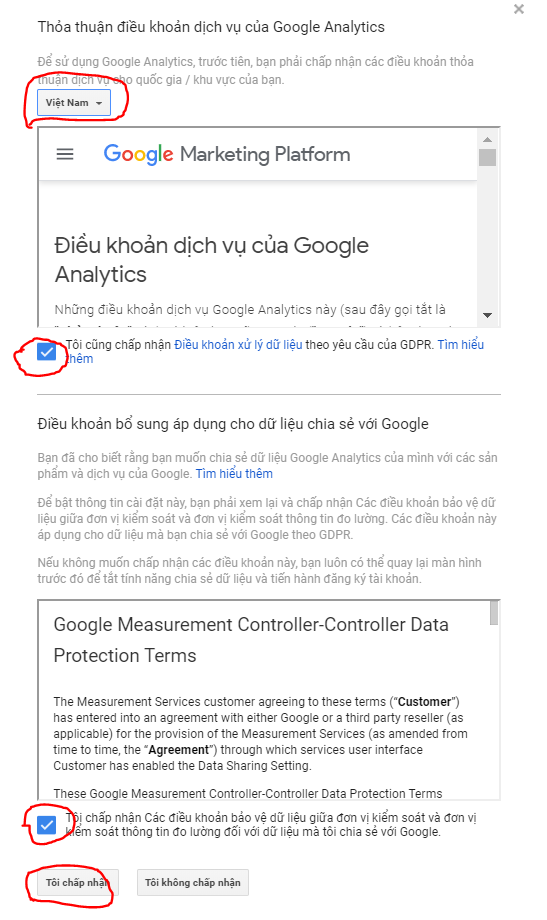 Thỏa thuận điều khoản dịch vụ của Google Analytics
Để sử dụng Google Analytics, trước tiên, bạn phải chấp nhận các điều khoản thỏa
thuận dịch vụ cho quốc gia / khu vực của bạn.
Việt Nam
Google Marketing Platform
Điều khoản dịch vụ của Google
Analytics
Những điều khoản dịch vụ Google Analytics này (sau đây gọi tắt là
Tôi cũng chấp nhận Điều khoản xử lý dữ liệu theo yêu cầu của GDPR. Tìm hiểu
thêm
Điều khoản bổ sung áp dụng cho dữ liệu chia sẻ với Google
Bạn đã cho biết rằng bạn muốn chia sẻ dữ liệu Google Analytics của mình với các sản
phẩm và dịch vụ của Google. Tìm hiểu thêm
Để bật thông tin cài đặt này, bạn phải xem lại và chấp nhận Các điều khoản bảo vệ dữ
liệu giữa đơn vị kiểm soát và đơn vị kiểm soát thông tin đo lường. Các điều khoản này
áp dụng cho dữ liệu mà bạn chia sẻ với Google theo GDPR.
Nếu không muốn chấp nhận các điều khoản này, bạn luôn có thể quay lại màn hình
trước đó để tắt tính năng chia sẻ dữ liệu và tiến hành đăng ký tài khoản.
Google Measurement Controller-Controller Data
Protection Terms
The Measurement Services customer agreeing to these terms (“Customer”)
has entered into an agreement with either Google or a third party reseller (as
applicable) for the provision of the Measurement Services (as amended from
time to time, the “Agreement”) through which services user interface
Customer has enabled the Data Sharing Setting.
These Google Measurement Controller-Controller Data Protection Terms
Tôi chấp nhận Các điều khoản bảo vệ dữ liệu giữa đơn vị kiểm soát và đơn vị
kiểm soát thông tin đo lường đối với dữ liệu mà tôi chia sẻ với Google.
Tôi chấp nhận
Tôi không chấp nhận